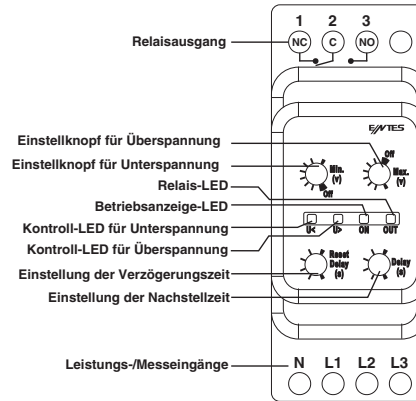 1 2 3
Relaisausgang
NC C NO
ENTES
Einstellknopf für Überspannung
Off
Einstellknopf für Unterspannung
Min. (v)
Max. (v)
Off
Relais-LED
Betriebsanzeige-LED
Kontroll-LED für Unterspannung
U< U> ON OUT
Kontroll-LED für Überspannung
Reset Delay (s)
Delay (s)
Einstellung der Verzögerungszeit
Einstellung der Nachstellzeit
Leistungs-/Messeingänge
N L1 L2 L3